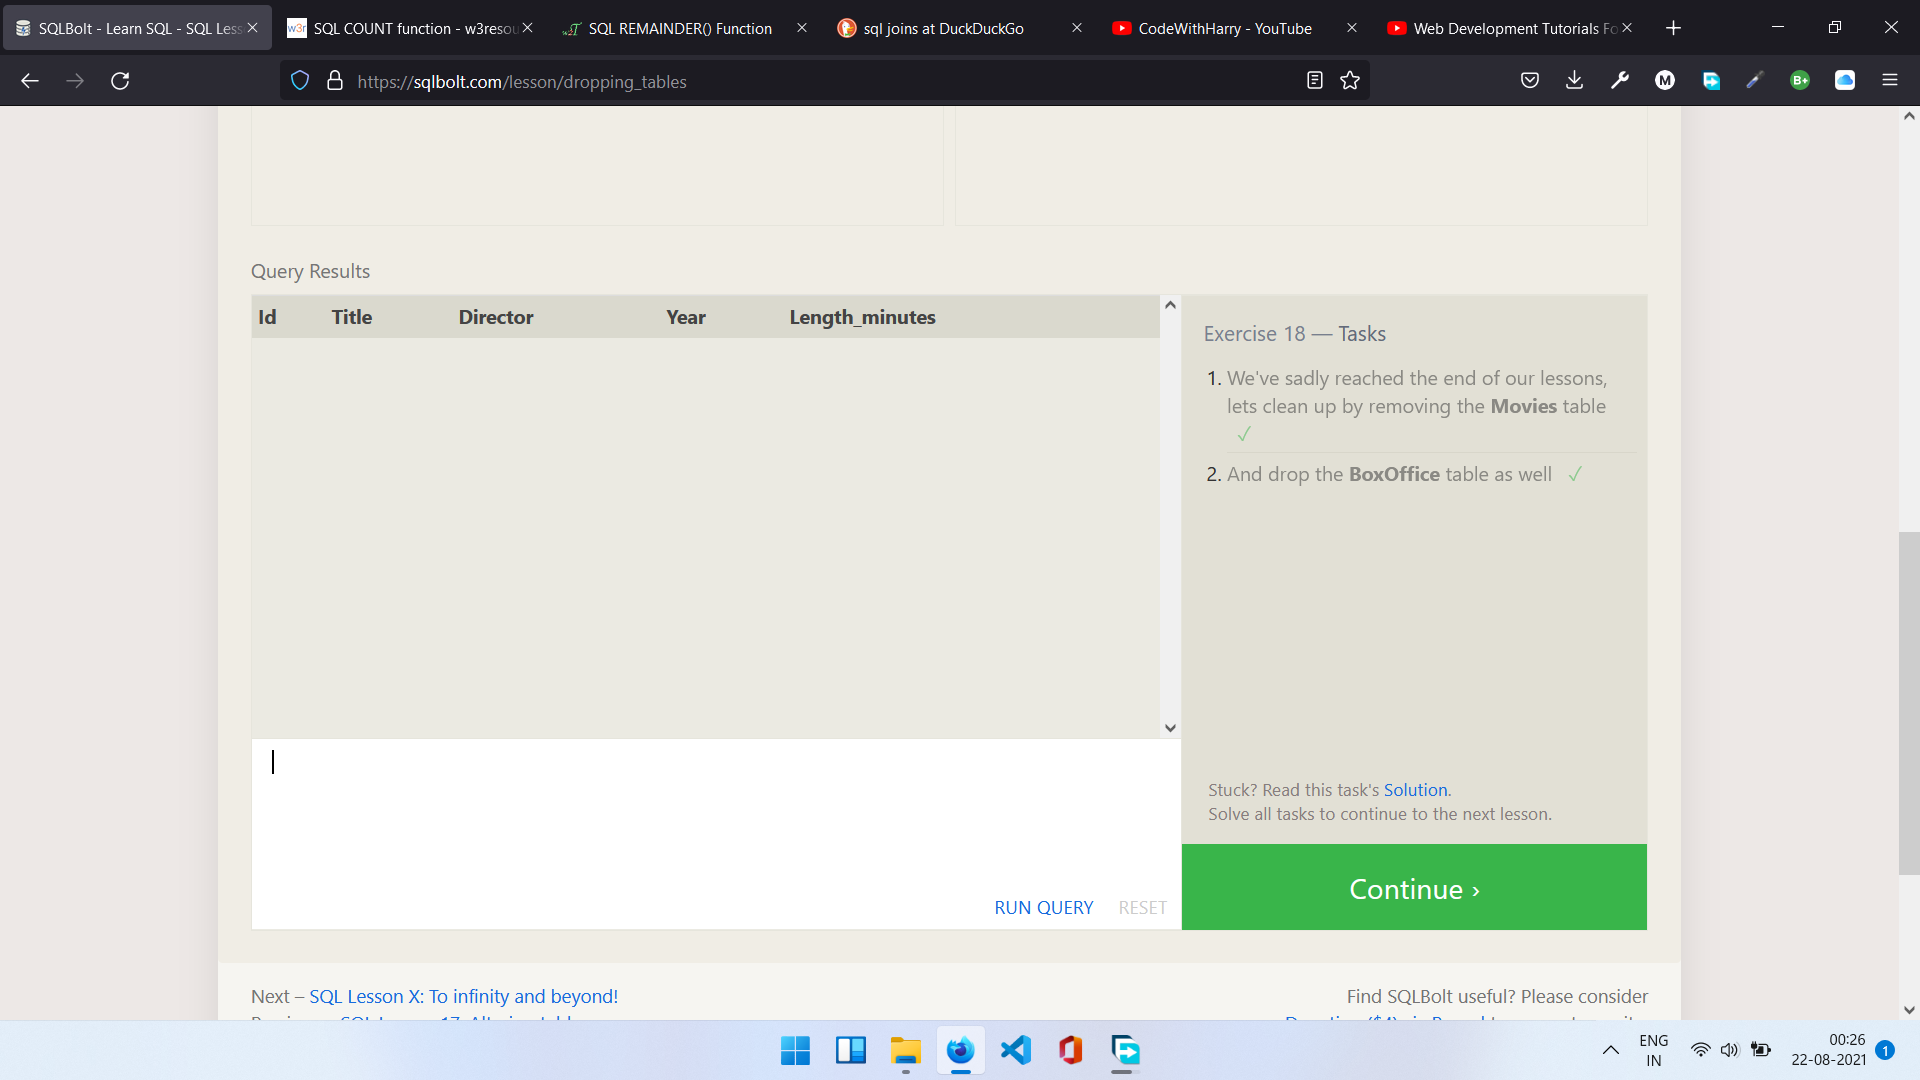 SQLBolt - Learn SQL - SQL Less
SQL COUNT function - w3resou
SQL REMAINDER() Function
sql joins at DuckDuckGo
CodeWithHarry - YouTube
Web Development Tutorials Fo
https://sqlbolt.com/lesson/dropping_tables
Query Results
Id Title Director Year Length_minutes
Exercise 18 — Tasks
1. We've sadly reached the end of our lessons,
lets clean up by removing the Movies table
✓
2. And drop the BoxOffice table as well ✓
Stuck? Read this task's Solution.
Solve all tasks to continue to the next lesson.
RUN QUERY RESET
Continue ›
Next – SQL Lesson X: To infinity and beyond!
Find SQLBolt useful? Please consider
ENG
IN
00:26
22-08-2021
1